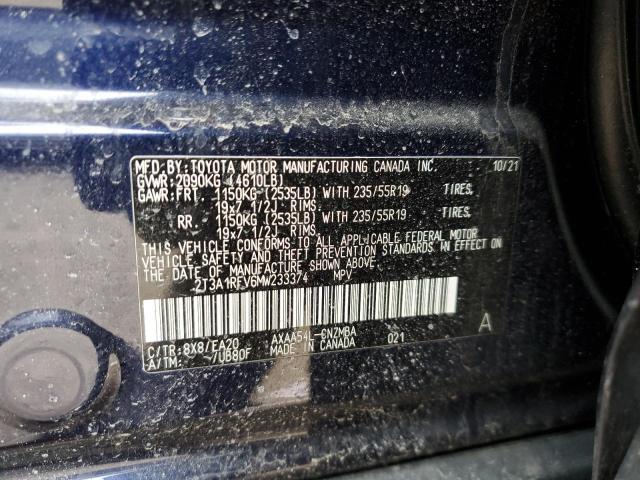 MFD.BY:TOYOTA MOTOR MANUFACTURING CANADA INC. 10/21
GVWR:2090KG (4610LB)
GAWR:FRT. 1150KG (2535LB) WITH 235/55R19 TIRES.
19x7 1/2J RIMS.
RR. 1150KG (2535LB) WITH 235/55R19 TIRES.
19x7 1/2J RIMS.
THIS VEHICLE CONFORMS TO ALL APPLICABLE FEDERAL MOTOR
VEHICLE SAFETY AND THEFT PREVENTION STANDARDS IN EFFECT ON
THE DATE OF MANUFACTURE SHOWN ABOVE.
2T3A1RFV6MW233374 MPV
C/TR:8X8/EA20 AXAA54L-GNZMBA A
A/TM: -/UB80F MADE IN CANADA 021